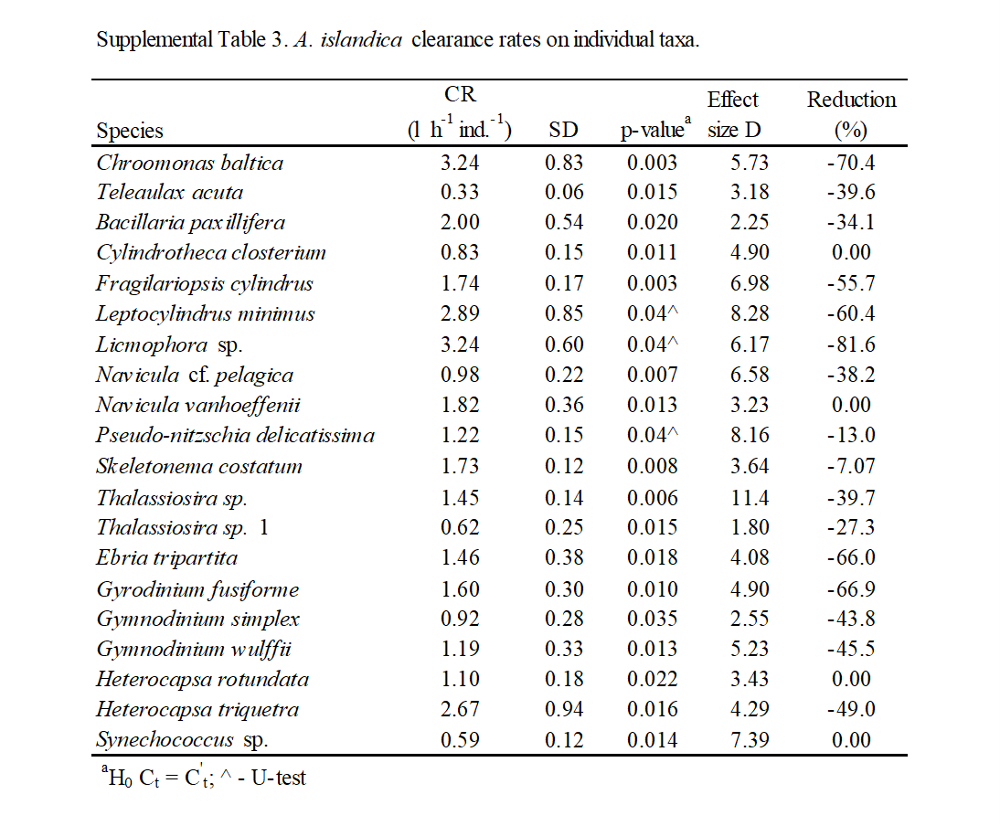 Supplemental Table 3. A. islandica clearance rates on individual taxa.
CR Effect Reduction
Species (l h-1 ind.-1) SD p-valuea size D (%)
Chroomonas baltica 3.24 0.83 0.003 5.73 -70.4
Teleaulax acuta 0.33 0.06 0.015 3.18 -39.6
Bacillaria paxillifera 2.00 0.54 0.020 2.25 -34.1
Cylindrotheca closterium 0.83 0.15 0.011 4.90 0.00
Fragilariopsis cylindrus 1.74 0.17 0.003 6.98 -55.7
Leptocylindrus minimus 2.89 0.85 0.04^ 8.28 -60.4
Licmophora sp. 3.24 0.60 0.04^ 6.17 -81.6
Navicula cf. pelagica 0.98 0.22 0.007 6.58 -38.2
Navicula vanhoeffenii 1.82 0.36 0.013 3.23 0.00
Pseudo-nitzschia delicatissima 1.22 0.15 0.04^ 8.16 -13.0
Skeletonema costatum 1.73 0.12 0.008 3.64 -7.07
Thalassiosira sp. 1.45 0.14 0.006 11.4 -39.7
Thalassiosira sp. 1 0.62 0.25 0.015 1.80 -27.3
Ebria tripartita 1.46 0.38 0.018 4.08 -66.0
Gyrodinium fusiforme 1.60 0.30 0.010 4.90 -66.9
Gymnodinium simplex 0.92 0.28 0.035 2.55 -43.8
Gymnodinium wulffii 1.19 0.33 0.013 5.23 -45.5
Heterocapsa rotundata 1.10 0.18 0.022 3.43 0.00
Heterocapsa triquetra 2.67 0.94 0.016 4.29 -49.0
Synechococcus sp. 0.59 0.12 0.014 7.39 0.00
aH0 Ct = C't; ^ - U-test